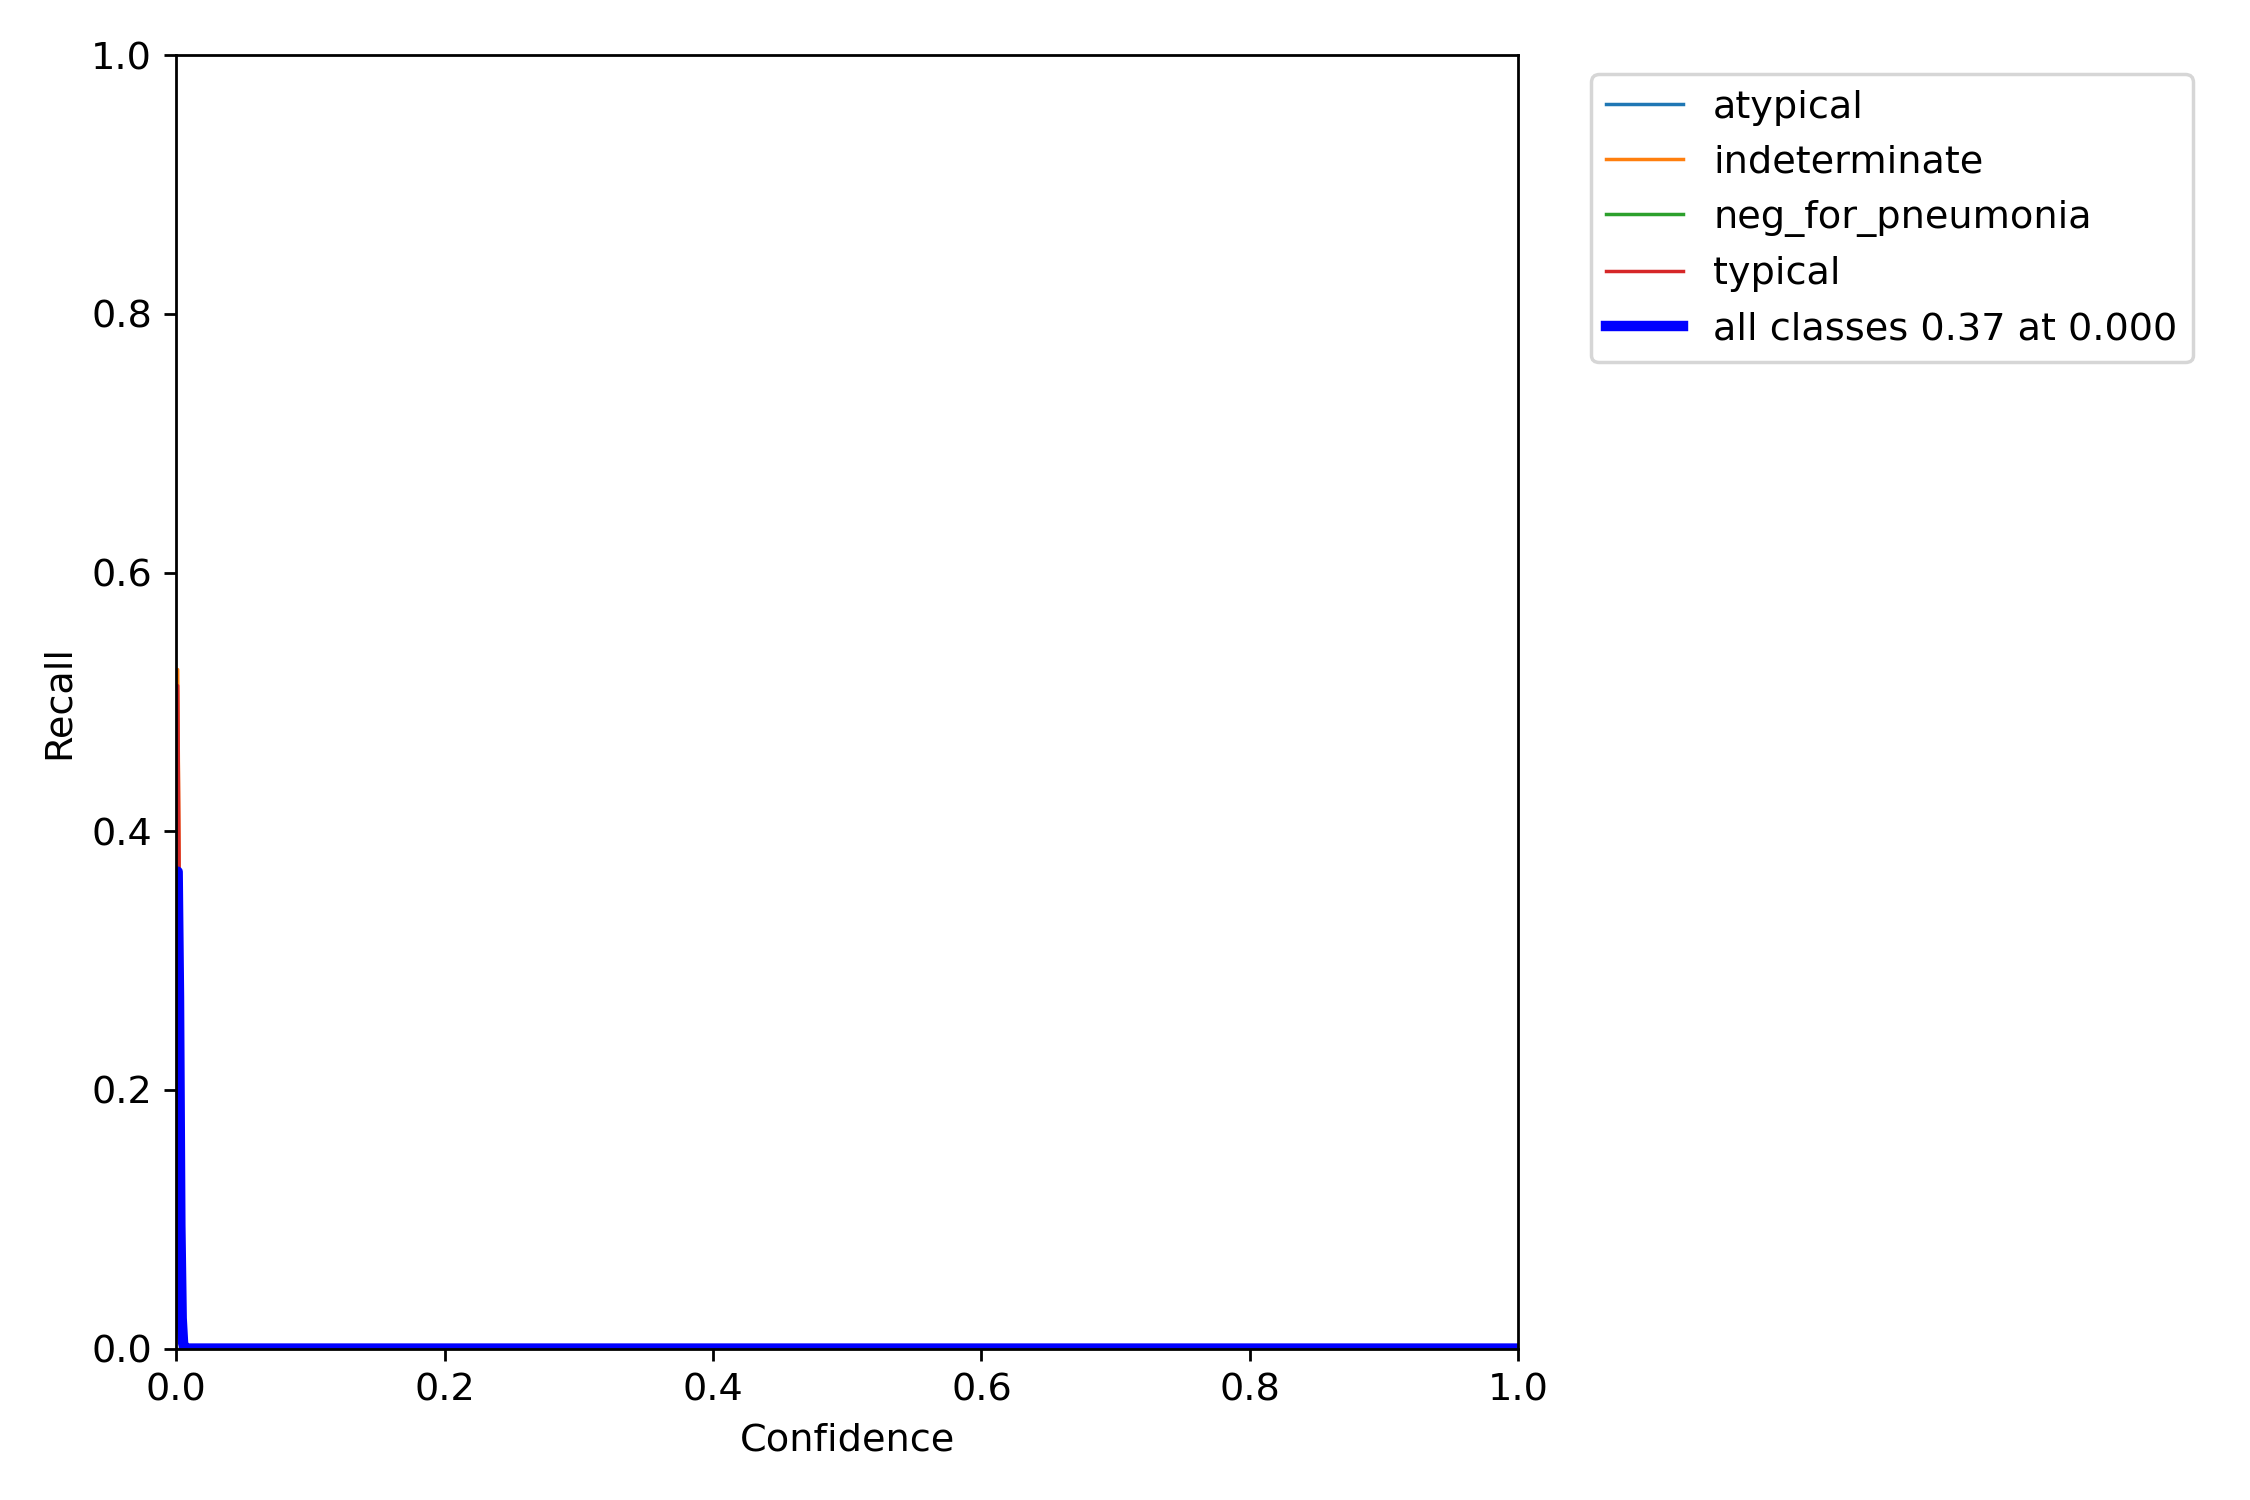 1.0
0.8
0.6
0.4
0.2
0.0
Recall
0.0 0.2 0.4 0.6 0.8 1.0
Confidence
atypical
indeterminate
neg_for_pneumonia
typical
all classes 0.37 at 0.000